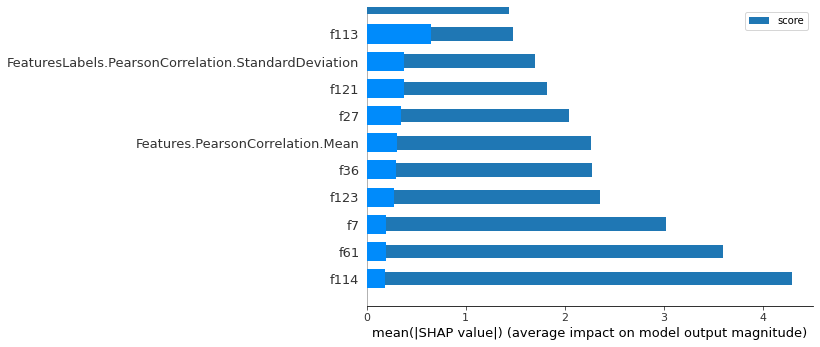 score
f113
FeaturesLabels.PearsonCorrelation.StandardDeviation
f121
f27
Features.PearsonCorrelation.Mean
f36
f123
f7
f61
f114
0 1 2 3 4
mean(|SHAP value|) (average impact on model output magnitude)